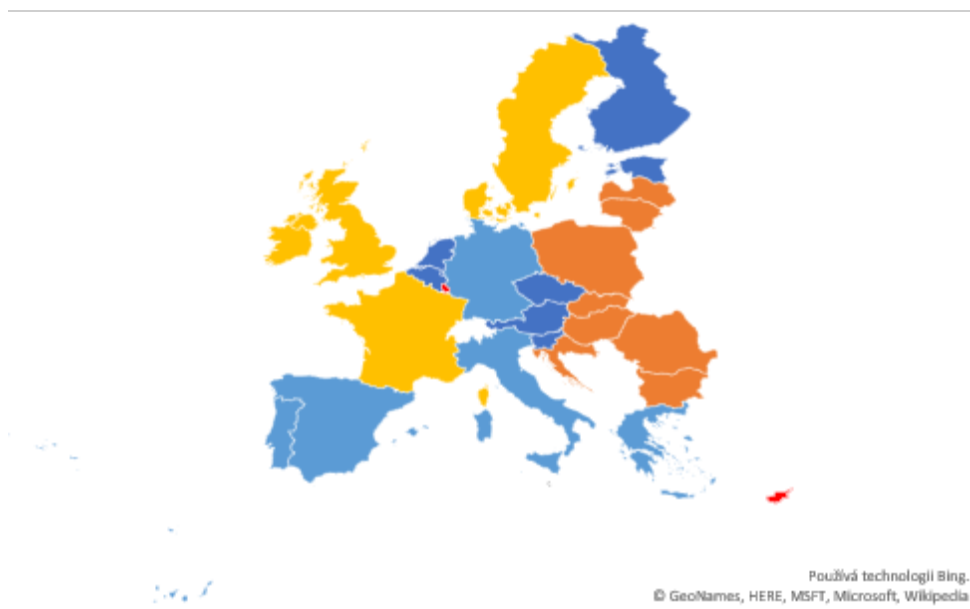 Používá technologii Bing.
© GeoNames, HERE, MSFT, Microsoft, Wikipedia